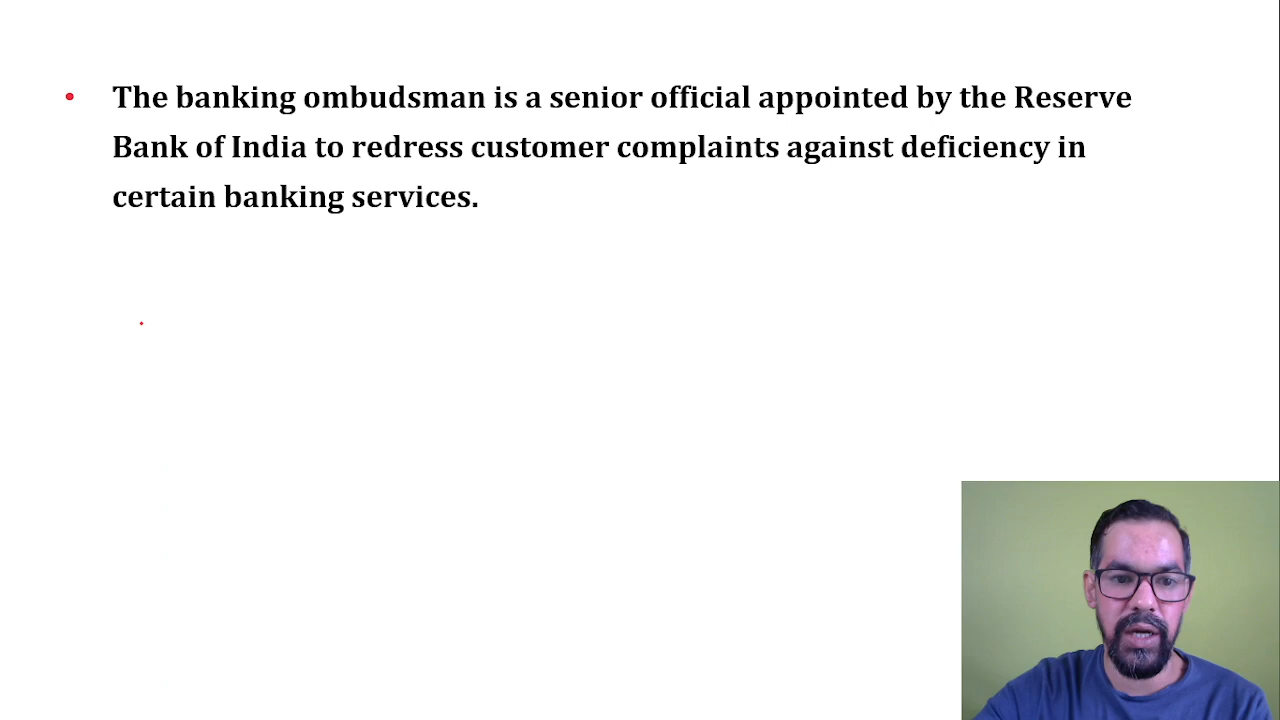 The banking ombudsman is a senior official appointed by the Reserve
Bank of India to redress customer complaints against deficiency in
certain banking services.